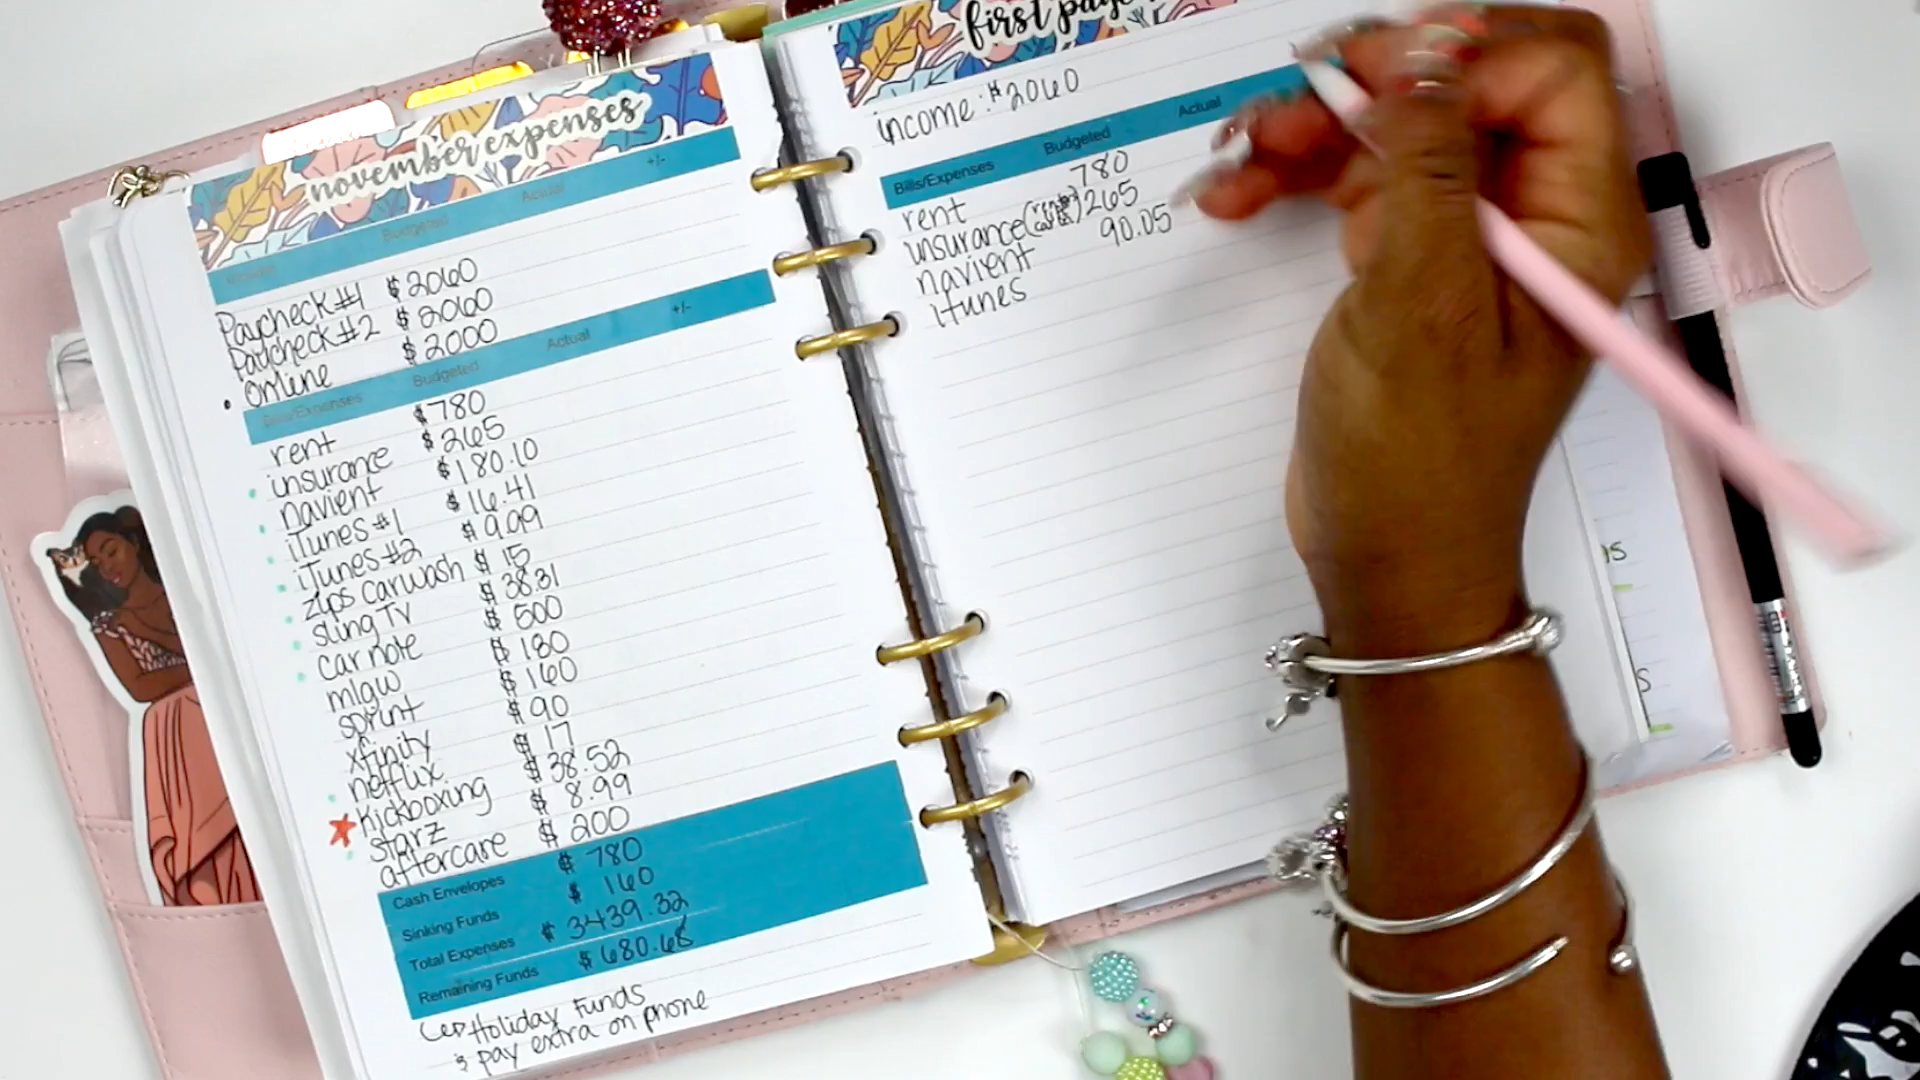 november expenses
Budgeted Actual +/-
Paycheck #1 $2060
Paycheck #2 $2060
• online $2000
Bills/Expenses Budgeted Actual +/-
rent $780
insurance $265
navient $180.10
iTunes #1 $16.41
iTunes #2 $9.99
Zips carwash $15
sling TV $38.31
car note $500
mlgw $180
sprint $160
xfinity $90
netflix $17
Kickboxing $38.52
starz $8.99
aftercare $200
Cash Envelopes $780
Sinking Funds $160
Total Expenses $3439.32
Remaining Funds $680.68
Holiday Funds
& pay extra on phone
first pay
income: $2060
Bills/Expenses Budgeted Actual
rent 780
insurance 265
navient 90.05
iTunes